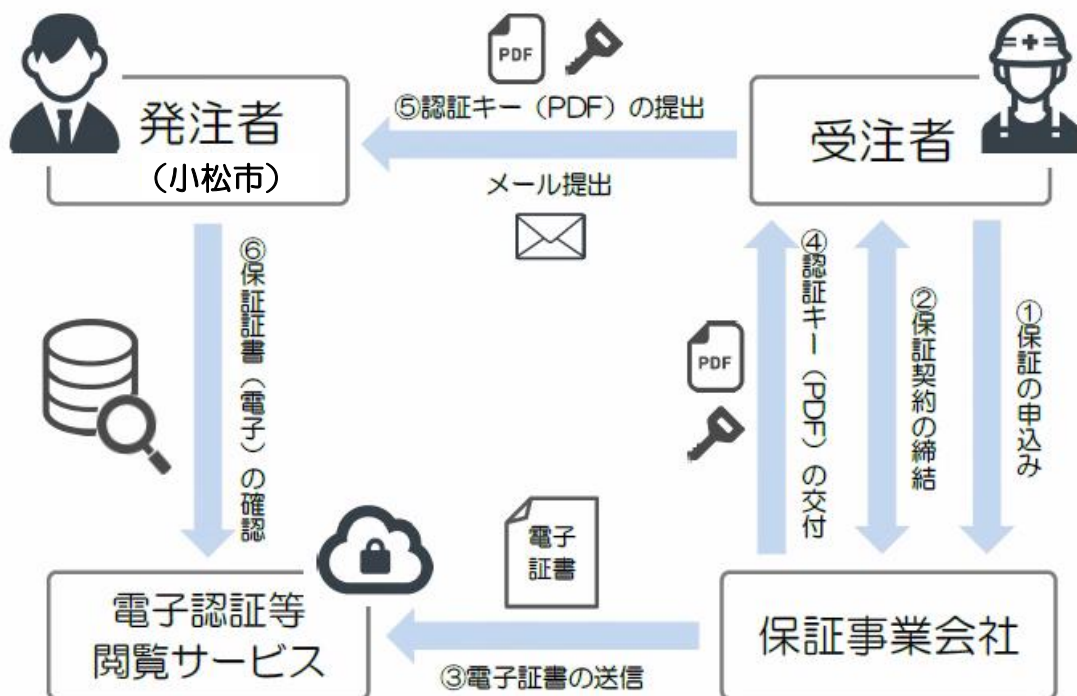 PDF
発注者
(小松市)
⑤認証キー(PDF)の提出
メール提出
受注者
⑥保証証書(電子)の確認
PDF
④認証キー(PDF)の交付
②保証契約の締結
①保証の申込み
電子
証書
電子認証等
閲覧サービス
③電子証書の送信
保証事業会社